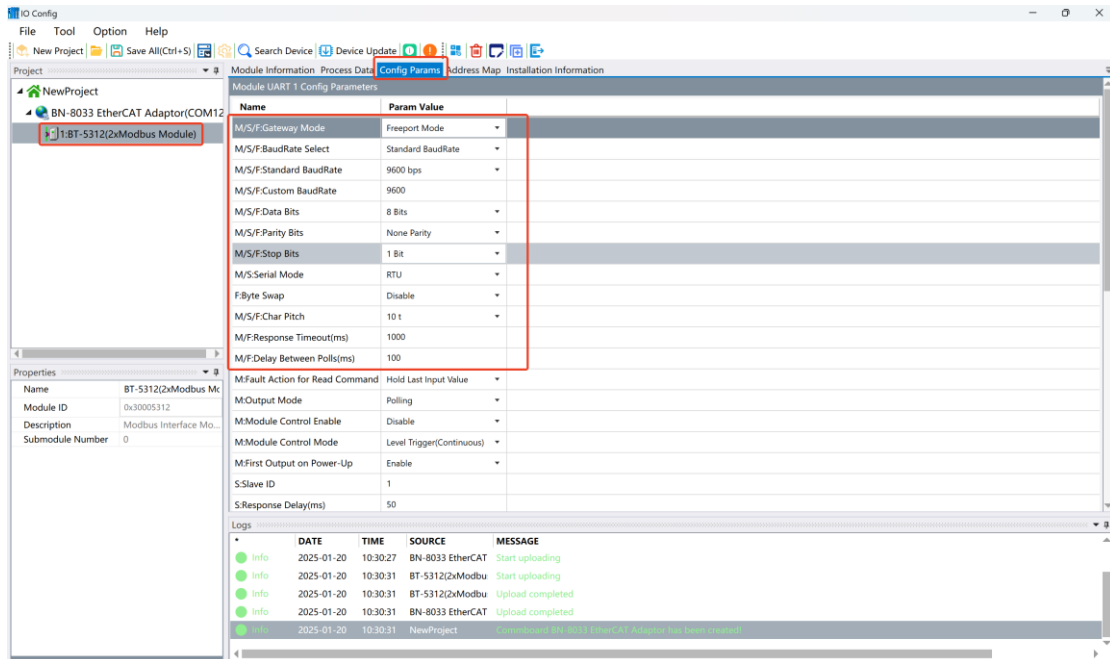 IO Config
File Tool Option Help
New Project Save All(Ctrl+S) Search Device Device Update
Project
NewProject
BN-8033 EtherCAT Adaptor(COM12
1:BT-5312(2xModbus Module)
Properties
Name BT-5312(2xModbus Mc
Module ID 0x30005312
Description Modbus Interface Mo...
Submodule Number 0
Module Information Process Data Config Params Address Map Installation Information
Module UART 1 Config Parameters
Name Param Value
M/S/F:Gateway Mode Freeport Mode
M/S/F:BaudRate Select Standard BaudRate
M/S/F:Standard BaudRate 9600 bps
M/S/F:Custom BaudRate 9600
M/S/F:Data Bits 8 Bits
M/S/F:Parity Bits None Parity
M/S/F:Stop Bits 1 Bit
M/S:Serial Mode RTU
F:Byte Swap Disable
M/S/F:Char Pitch 10 t
M/F:Response Timeout(ms) 1000
M/F:Delay Between Polls(ms) 100
M:Fault Action for Read Command Hold Last Input Value
M:Output Mode Polling
M:Module Control Enable Disable
M:Module Control Mode Level Trigger(Continuous)
M:First Output on Power-Up Enable
S:Slave ID 1
S:Response Delay(ms) 50
Logs
* DATE TIME SOURCE MESSAGE
Info 2025-01-20 10:30:27 BN-8033 EtherCAT Start uploading
Info 2025-01-20 10:30:31 BT-5312(2xModbu Start uploading
Info 2025-01-20 10:30:31 BT-5312(2xModbu Upload completed
Info 2025-01-20 10:30:31 BN-8033 EtherCAT Upload completed
Info 2025-01-20 10:30:31 NewProject Commboard BN-8033 EtherCAT Adaptor has been created!